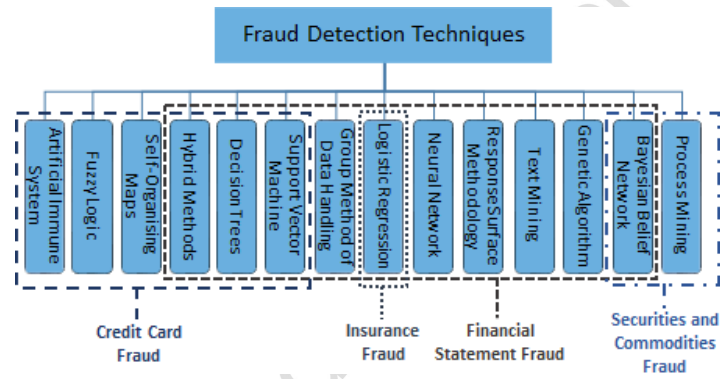 Fraud Detection Techniques
Artificial Immune
System
Fuzzy Logic
Self-Organising
Maps
Hybrid Methods
Decision Trees
Support Vector
Machine
Group Method of
Data Handling
Logistic Regression
Neural Network
Response Surface
Methodology
Text Mining
Genetic Algorithm
Bayesian Belief
Network
Process Mining
Credit Card
Fraud
Insurance
Fraud
Financial
Statement Fraud
Securities and
Commodities
Fraud